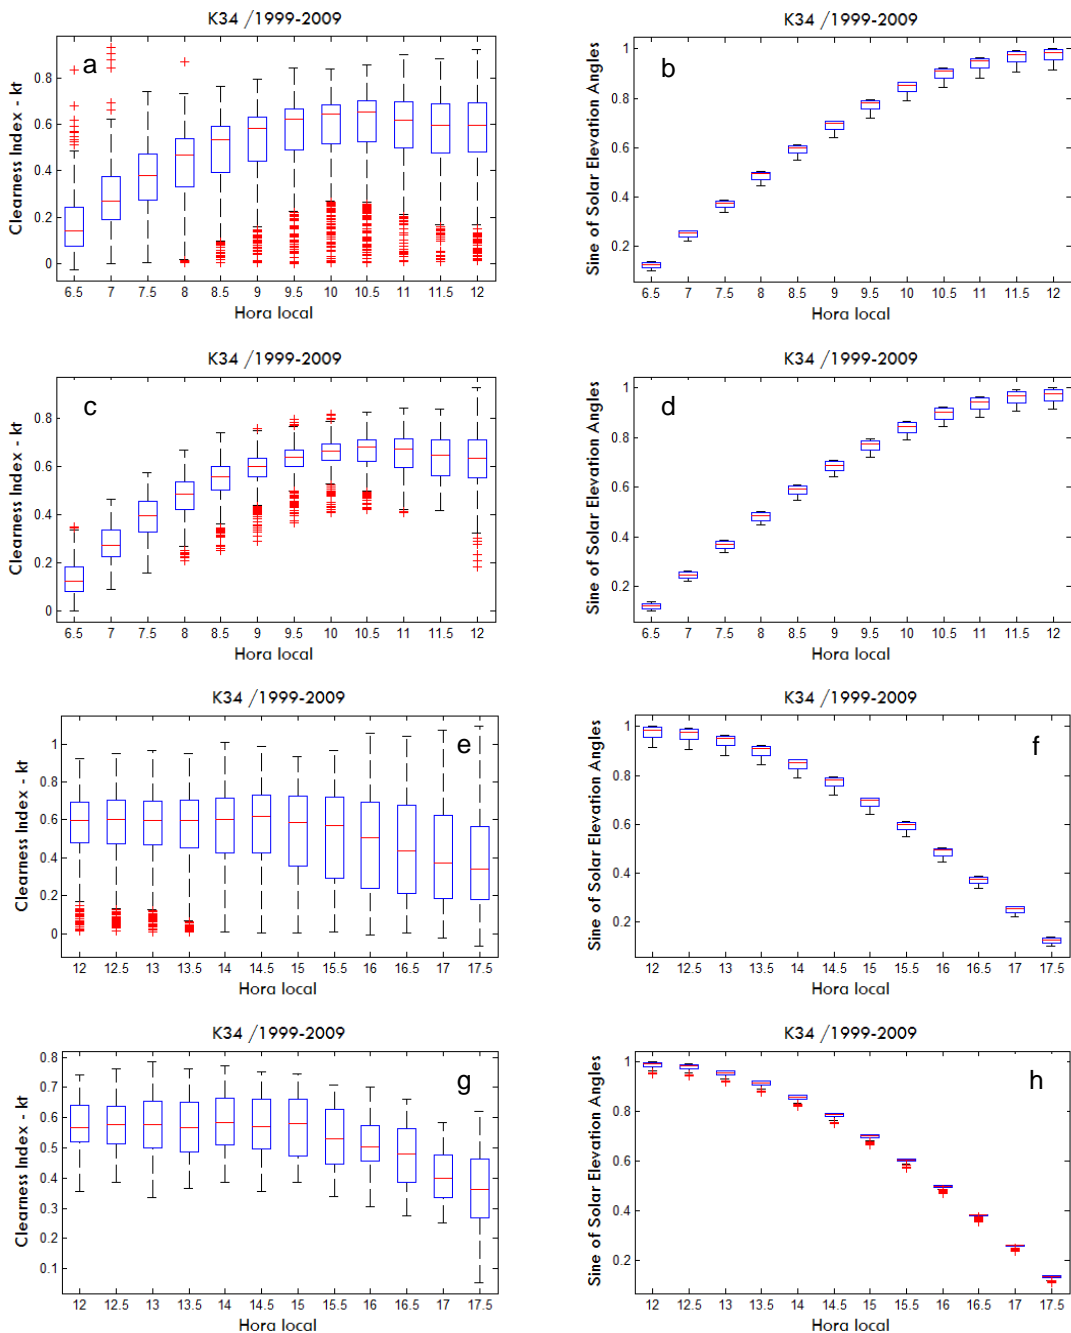 K34 /1999-2009
K34 /1999-2009
a
b
Clearness Index - kt
0.8
0.6
0.4
0.2
0
6.5 7 7.5 8 8.5 9 9.5 10 10.5 11 11.5 12
Hora local
Sine of Solar Elevation Angles
1
0.8
0.6
0.4
0.2
6.5 7 7.5 8 8.5 9 9.5 10 10.5 11 11.5 12
Hora local
K34 /1999-2009
K34 /1999-2009
c
d
Clearness Index - kt
0.8
0.6
0.4
0.2
0
6.5 7 7.5 8 8.5 9 9.5 10 10.5 11 11.5 12
Hora local
Sine of Solar Elevation Angles
1
0.8
0.6
0.4
0.2
6.5 7 7.5 8 8.5 9 9.5 10 10.5 11 11.5 12
Hora local
K34 /1999-2009
K34 /1999-2009
e
f
Clearness Index - kt
1
0.8
0.6
0.4
0.2
0
12 12.5 13 13.5 14 14.5 15 15.5 16 16.5 17 17.5
Hora local
Sine of Solar Elevation Angles
1
0.8
0.6
0.4
0.2
12 12.5 13 13.5 14 14.5 15 15.5 16 16.5 17 17.5
Hora local
K34 /1999-2009
K34 /1999-2009
g
h
Clearness Index - kt
0.8
0.7
0.6
0.5
0.4
0.3
0.2
0.1
12 12.5 13 13.5 14 14.5 15 15.5 16 16.5 17 17.5
Hora local
Sine of Solar Elevation Angles
1
0.8
0.6
0.4
0.2
12 12.5 13 13.5 14 14.5 15 15.5 16 16.5 17 17.5
Hora local